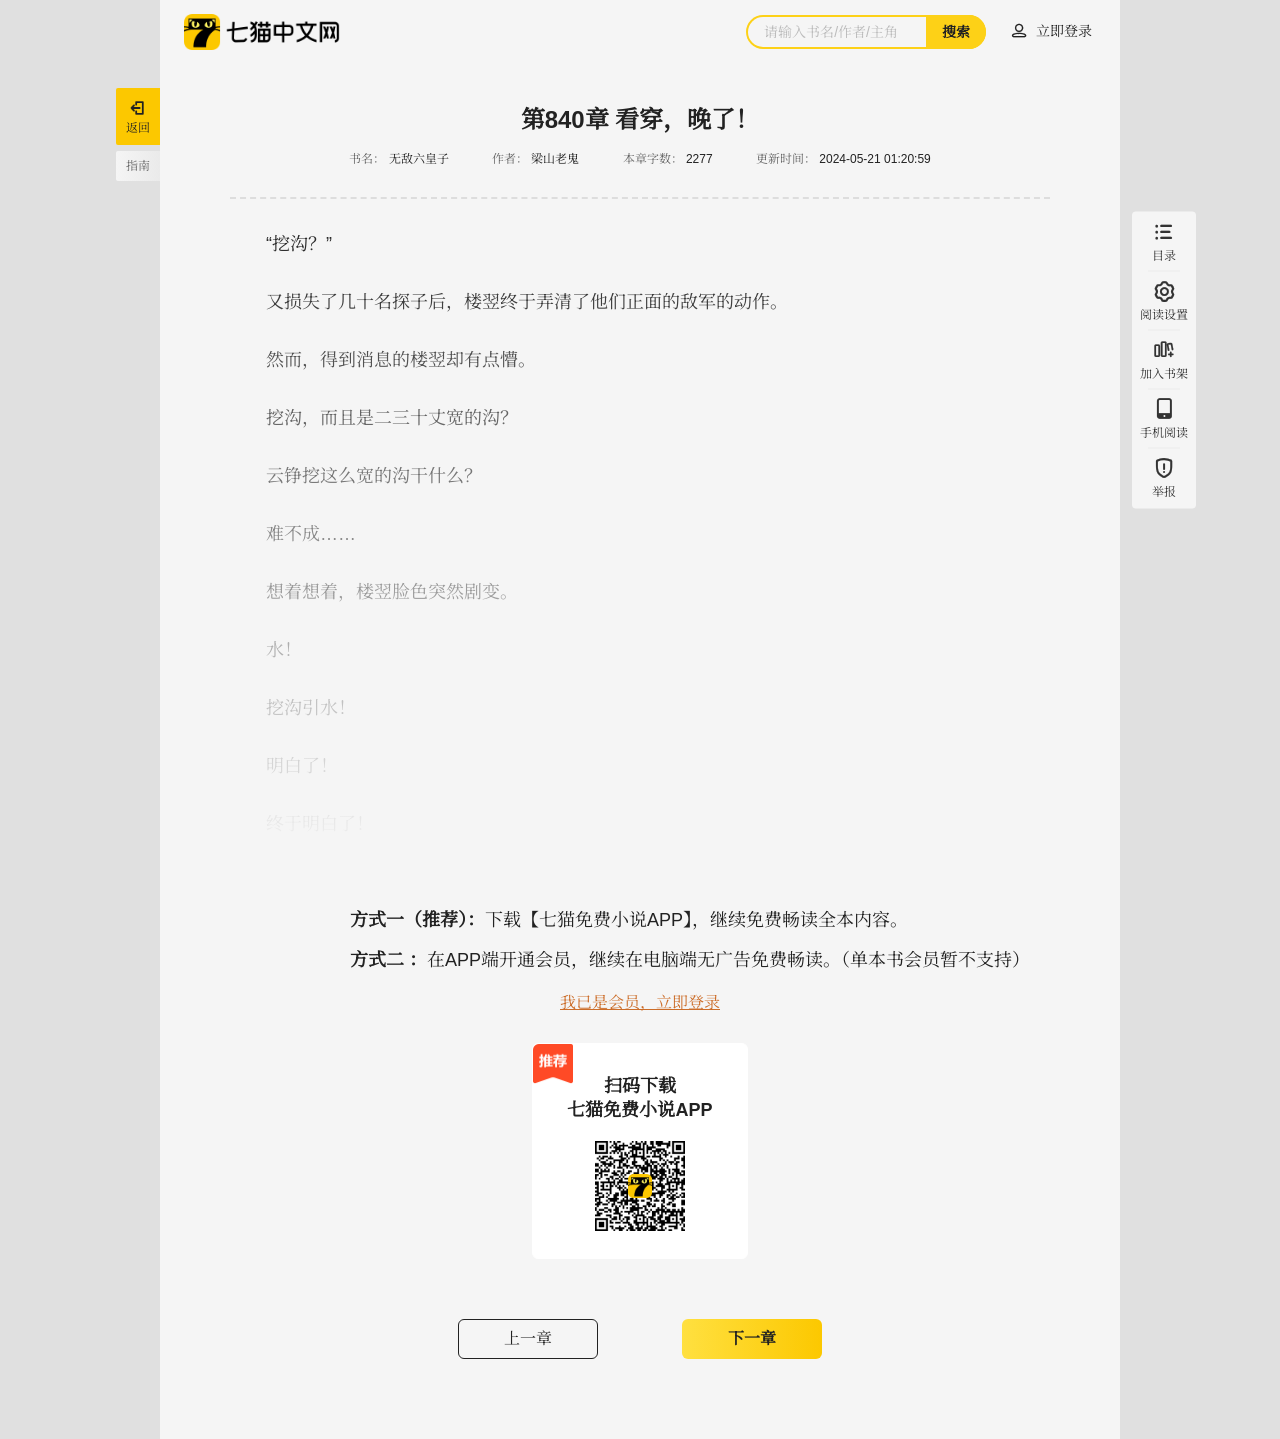 七猫中文网
请输入书名/作者/主角
搜索
立即登录
返回
指南
第840章 看穿，晚了！
书名： 无敌六皇子 作者： 梁山老鬼 本章字数： 2277 更新时间： 2024-05-21 01:20:59
“挖沟？”
又损失了几十名探子后，楼翌终于弄清了他们正面的敌军的动作。
然而，得到消息的楼翌却有点懵。
挖沟，而且是二三十丈宽的沟？
云铮挖这么宽的沟干什么？
难不成……
想着想着，楼翌脸色突然剧变。
水！
挖沟引水！
明白了！
终于明白了！
目录
阅读设置
加入书架
手机阅读
举报
方式一（推荐）：下载【七猫免费小说APP】，继续免费畅读全本内容。
方式二 ：在APP端开通会员，继续在电脑端无广告免费畅读。（单本书会员暂不支持）
我已是会员，立即登录
推荐
扫码下载
七猫免费小说APP
上一章
下一章